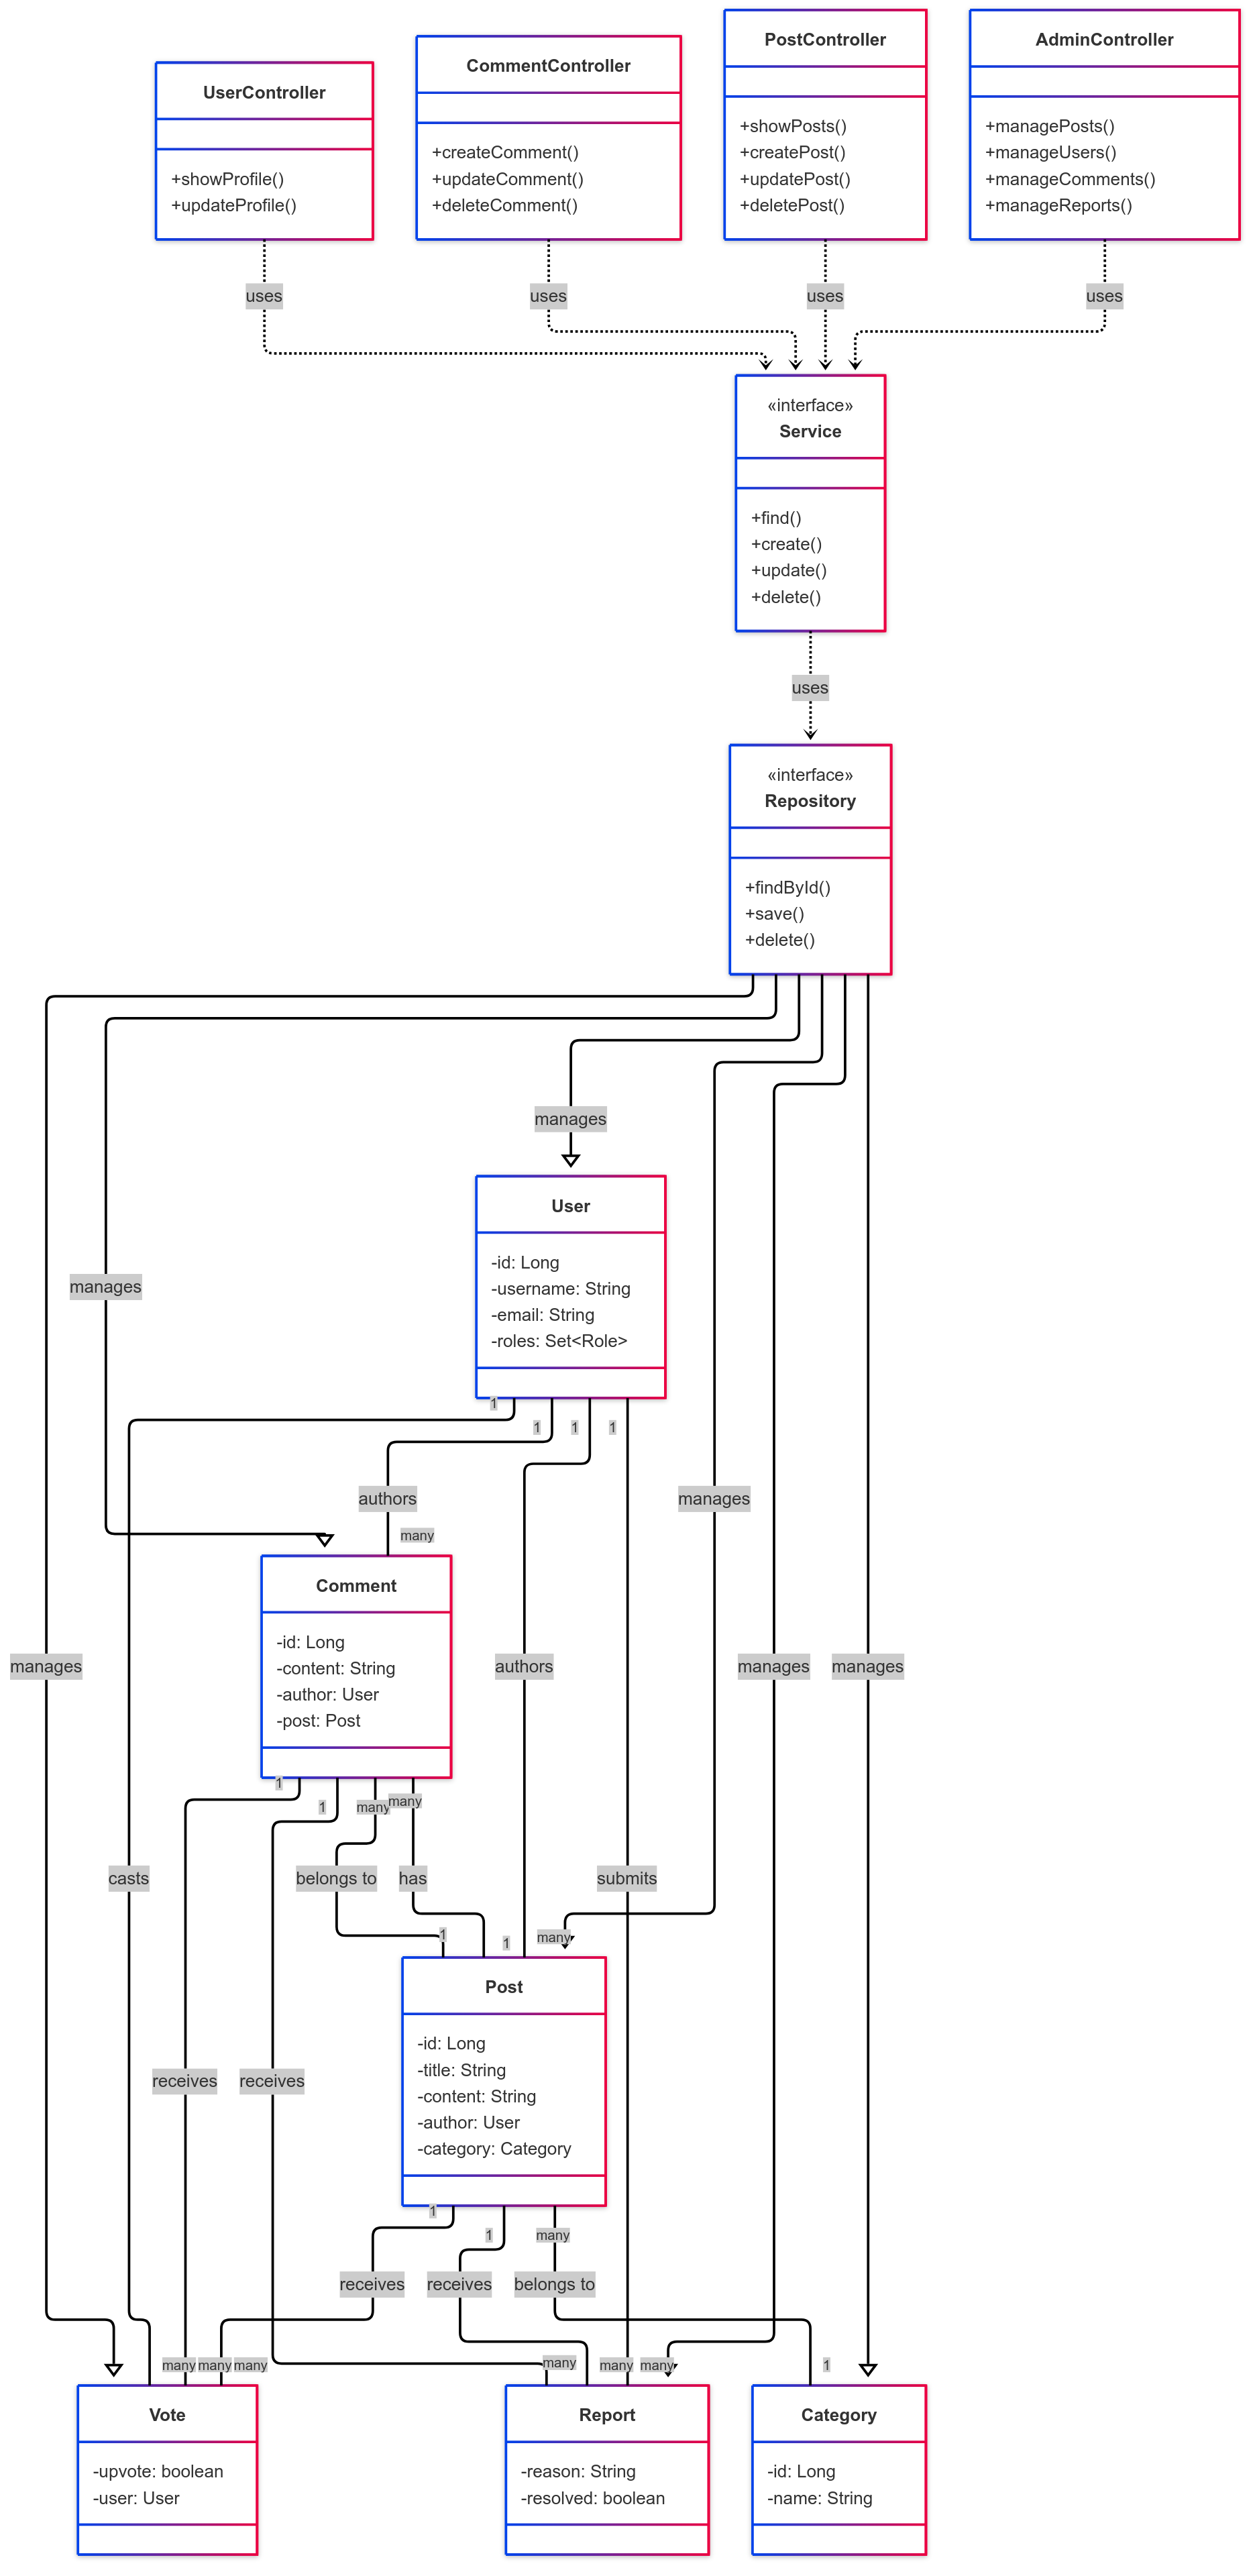 UserController
+showProfile()
+updateProfile()
CommentController
+createComment()
+updateComment()
+deleteComment()
PostController
+showPosts()
+createPost()
+updatePost()
+deletePost()
AdminController
+managePosts()
+manageUsers()
+manageComments()
+manageReports()
uses
uses
uses
uses
«interface»
Service
+find()
+create()
+update()
+delete()
uses
«interface»
Repository
+findById()
+save()
+delete()
manages
User
-id: Long
-username: String
-email: String
-roles: Set<Role>
manages
1
1
1
1
authors
manages
many
Comment
-id: Long
-content: String
-author: User
-post: Post
manages
authors
manages
manages
1
1
many
many
casts
belongs to
has
submits
1
1
many
Post
-id: Long
-title: String
-content: String
-author: User
-category: Category
receives
receives
1
1
many
receives
receives
belongs to
many
many
many
many
many
many
1
Vote
-upvote: boolean
-user: User
Report
-reason: String
-resolved: boolean
Category
-id: Long
-name: String